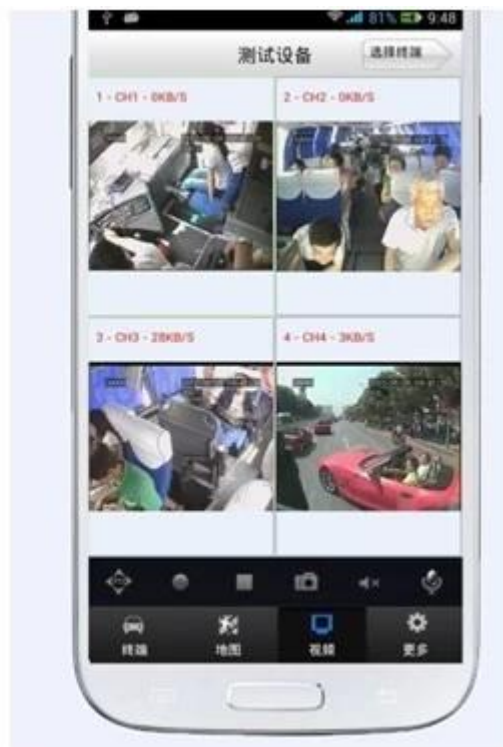 81% 9:48
测试设备 选择终端
1 - CH1 - 0KB/S
2 - CH2 - 0KB/S
3 - CH3 - 28KB/S
4 - CH4 - 3KB/S
终端 地图 视频 更多